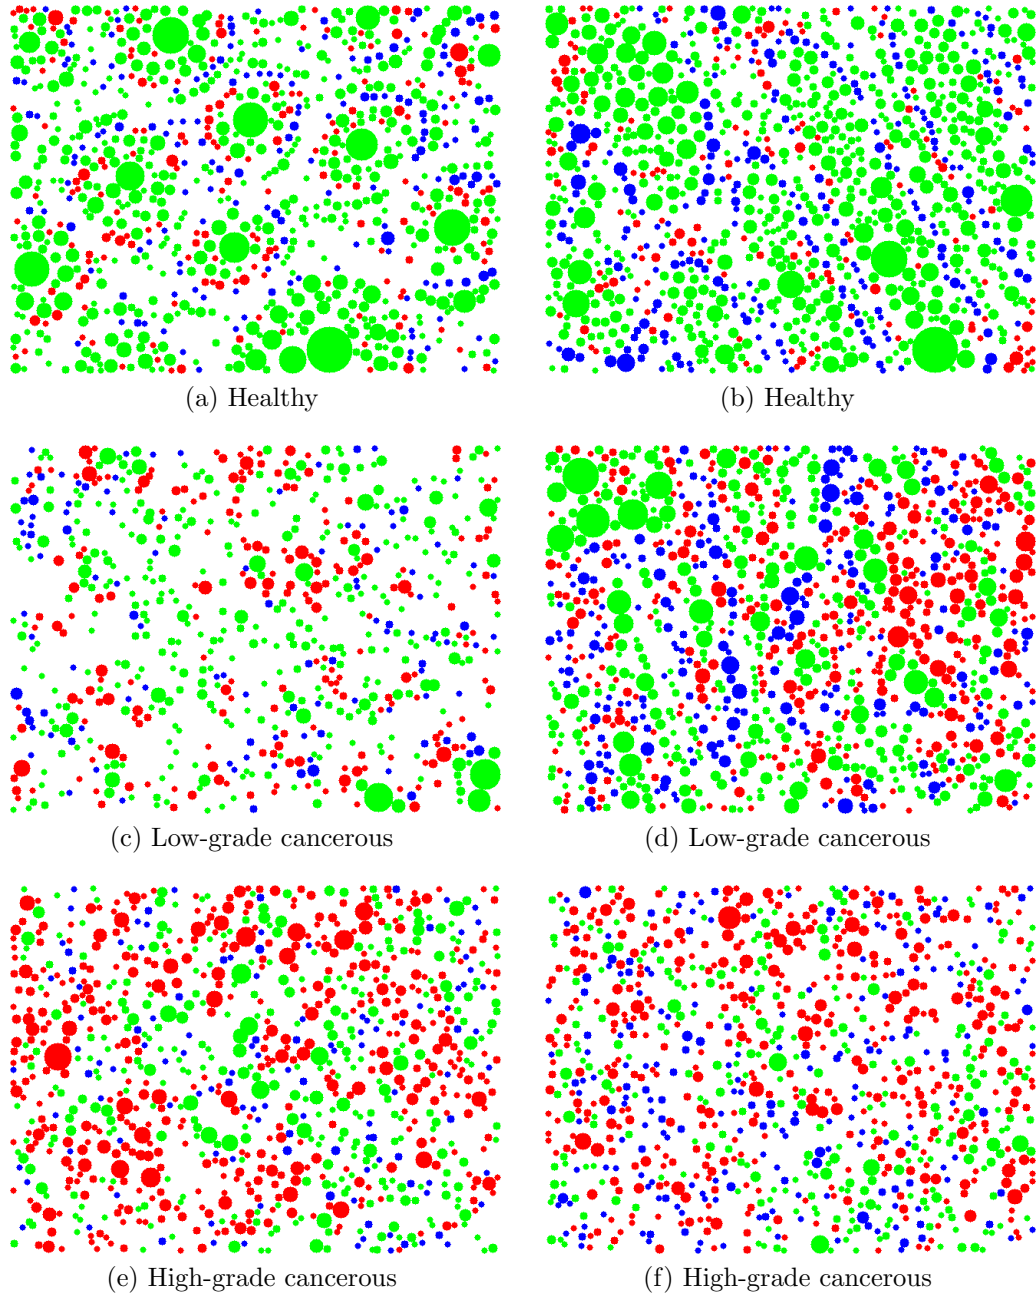 (a) Healthy
(b) Healthy
(c) Low-grade cancerous
(d) Low-grade cancerous
(e) High-grade cancerous
(f) High-grade cancerous